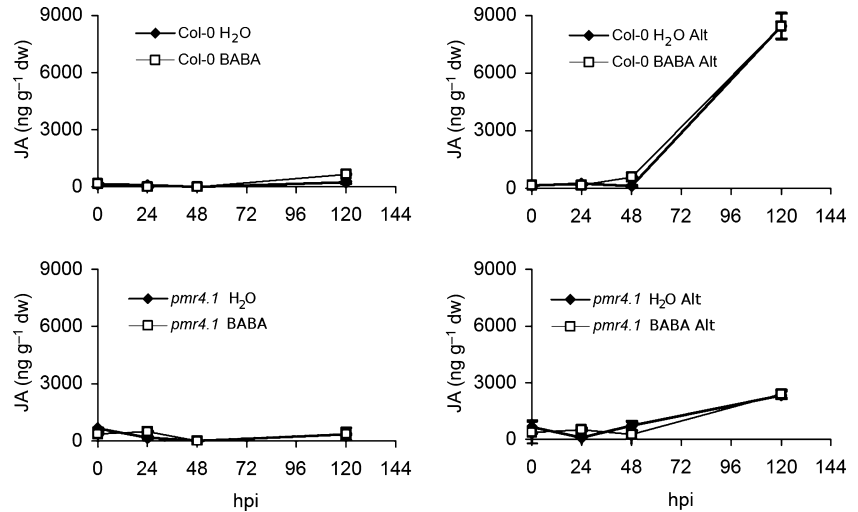 9000
6000
3000
0
JA (ng g⁻¹ dw)
Col-0 H₂O
Col-0 BABA
0 24 48 72 96 120 144
9000
6000
3000
0
JA (ng g⁻¹ dw)
Col-0 H₂O Alt
Col-0 BABA Alt
0 24 48 72 96 120 144
9000
6000
3000
0
JA (ng g⁻¹ dw)
pmr4.1 H₂O
pmr4.1 BABA
0 24 48 72 96 120 144
hpi
9000
6000
3000
0
JA (ng g⁻¹ dw)
pmr4.1 H₂O Alt
pmr4.1 BABA Alt
0 24 48 72 96 120 144
hpi